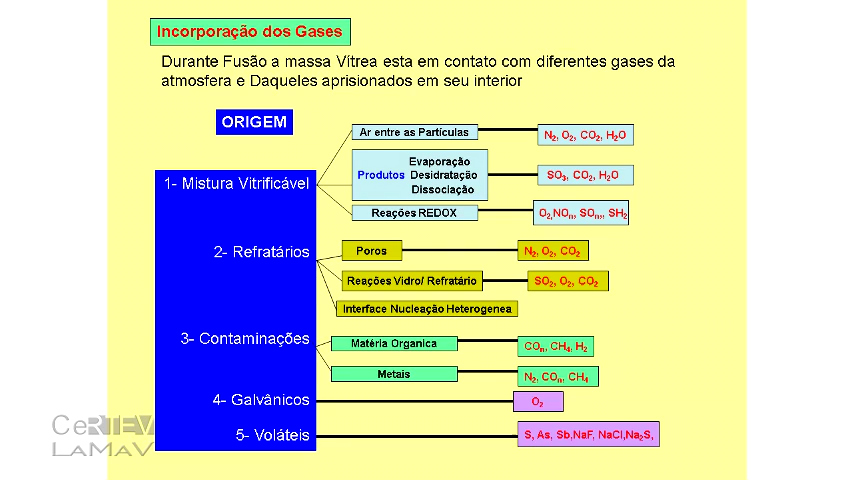 Incorporação dos Gases
Durante Fusão a massa Vítrea esta em contato com diferentes gases da
atmosfera e Daqueles aprisionados em seu interior
ORIGEM
1- Mistura Vitrificável
Ar entre as Partículas
N₂, O₂, CO₂, H₂O
Produtos
Evaporação
Desidratação
Dissociação
SO₃, CO₂, H₂O
Reações REDOX
O₂,NOₙ, SOₙ,, SH₂
2- Refratários
Poros
N₂, O₂, CO₂
Reações Vidro/ Refratário
SO₂, O₂, CO₂
Interface Nucleação Heterogenea
3- Contaminações
Matéria Organica
COₙ, CH₄, H₂
Metais
N₂, COₙ, CH₄
4- Galvânicos
O₂
5- Voláteis
S, As, Sb,NaF, NaCl,Na₂S,
CeRTEV
LaMaV